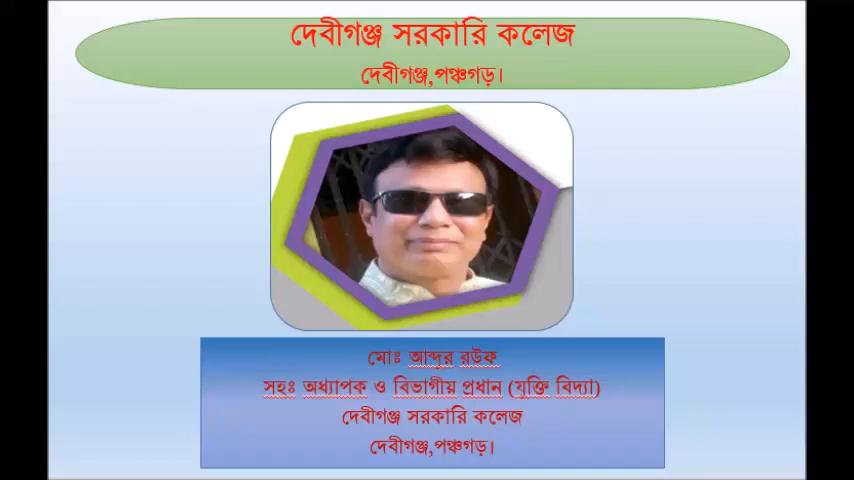 দেবীগঞ্জ সরকারি কলেজ
দেবীগঞ্জ,পঞ্চগড়।
মোঃ আব্দুর রউফ
সহঃ অধ্যাপক ও বিভাগীয় প্রধান (যুক্তি বিদ্যা)
দেবীগঞ্জ সরকারি কলেজ
দেবীগঞ্জ,পঞ্চগড়।